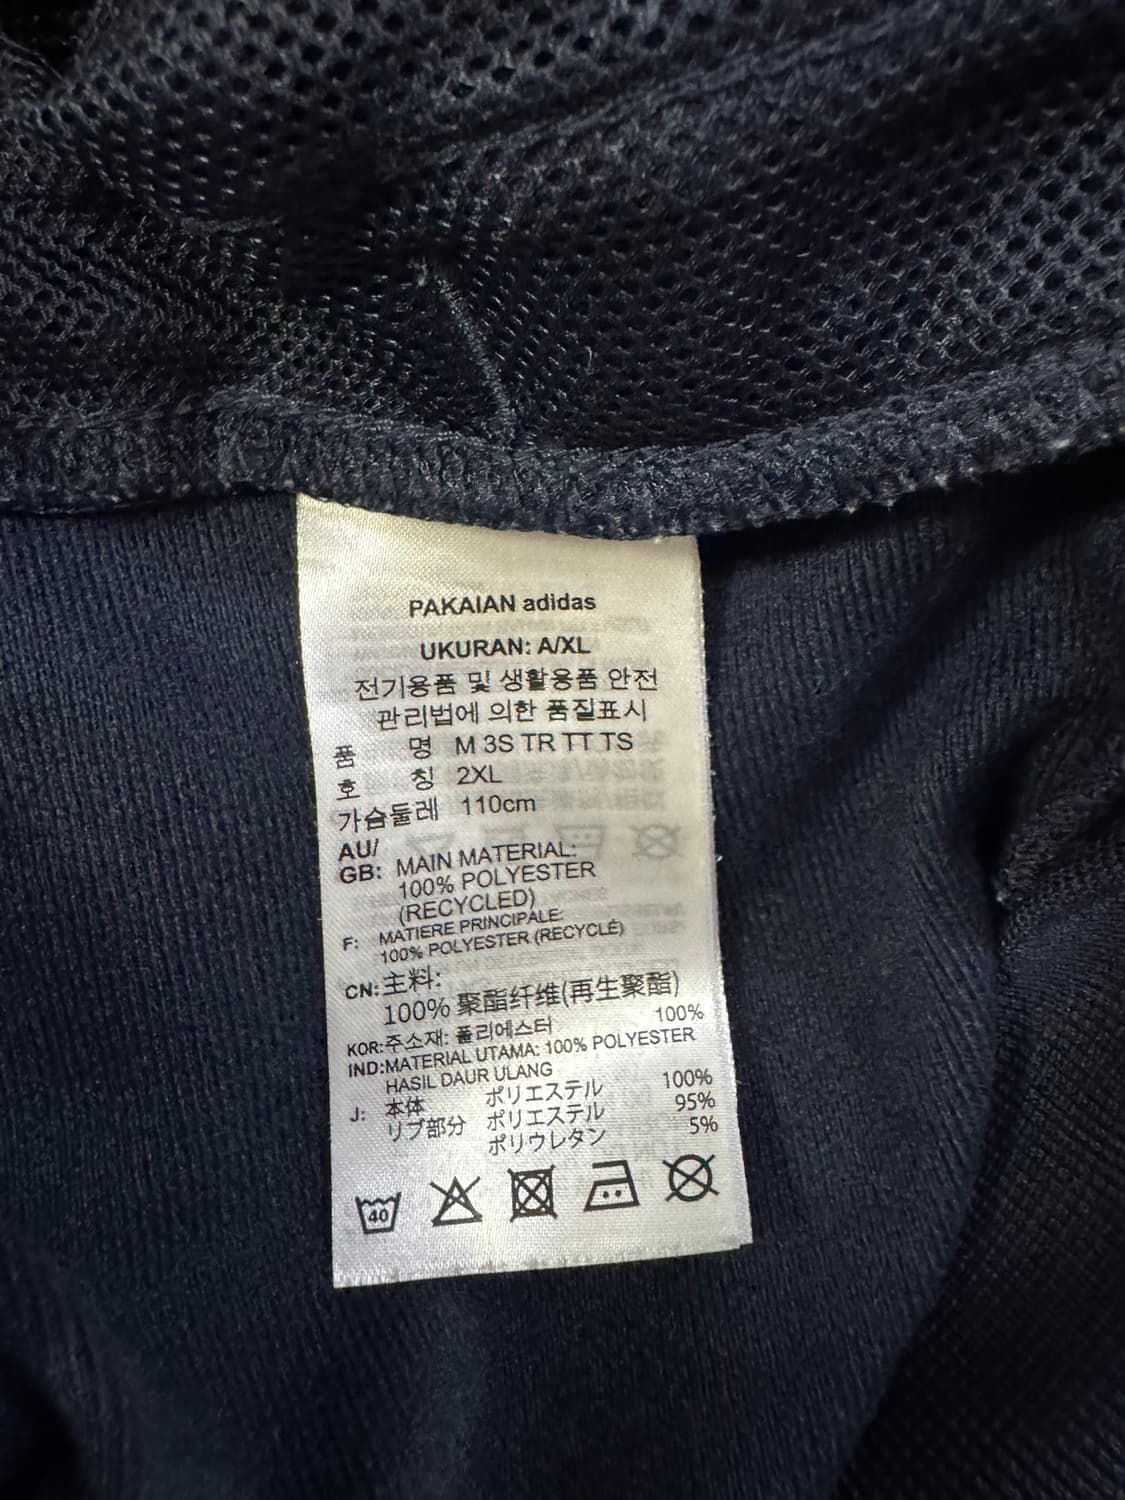 PAKAIAN adidas
UKURAN: A/XL
전기용품 및 생활용품 안전
관리법에 의한 품질표시
품 명 M 3S TR TT TS
호 칭 2XL
가슴둘레 110cm
AU/
GB: MAIN MATERIAL:
100% POLYESTER
(RECYCLED)
F: MATIERE PRINCIPALE:
100% POLYESTER (RECYCLÉ)
CN: 主料:
100% 聚酯纤维(再生聚酯)
KOR: 주소재: 폴리에스터 100%
IND: MATERIAL UTAMA: 100% POLYESTER
HASIL DAUR ULANG
J: 本体 ポリエステル 100%
リブ部分 ポリエステル 95%
ポリウレタン 5%
40